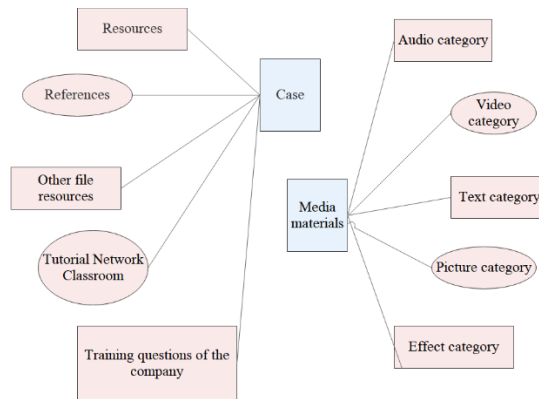 Resources
References
Other file
resources
Tutorial Network
Classroom
Training questions of the
company
Case
Media
materials
Audio category
Video
category
Text category
Picture category
Effect category